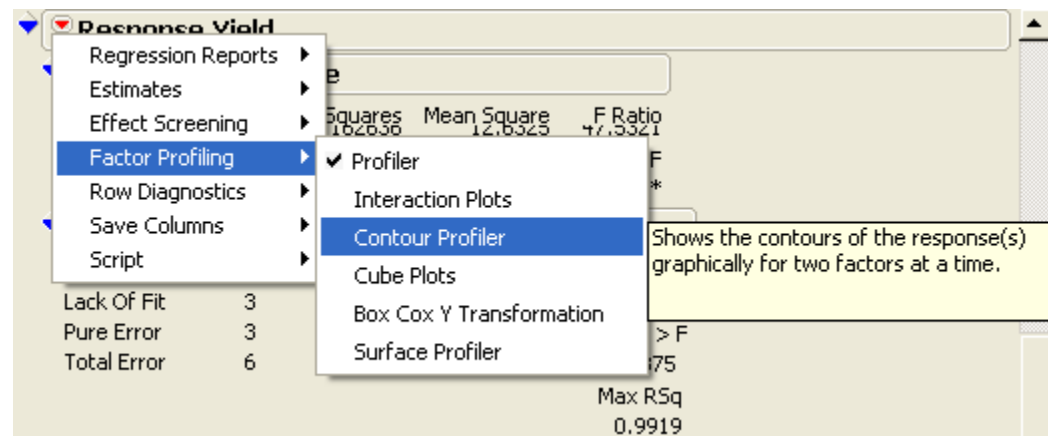 Response Yield
Regression Reports
Estimates
Effect Screening
Factor Profiling
Row Diagnostics
Save Columns
Script
Squares Mean Square F Ratio
162636 12.6325 47.5321
F
*
Profiler
Interaction Plots
Contour Profiler
Cube Plots
Box Cox Y Transformation
Surface Profiler
Shows the contours of the response(s)
graphically for two factors at a time.
Lack Of Fit 3
Pure Error 3 > F
Total Error 6 375
Max RSq
0.9919